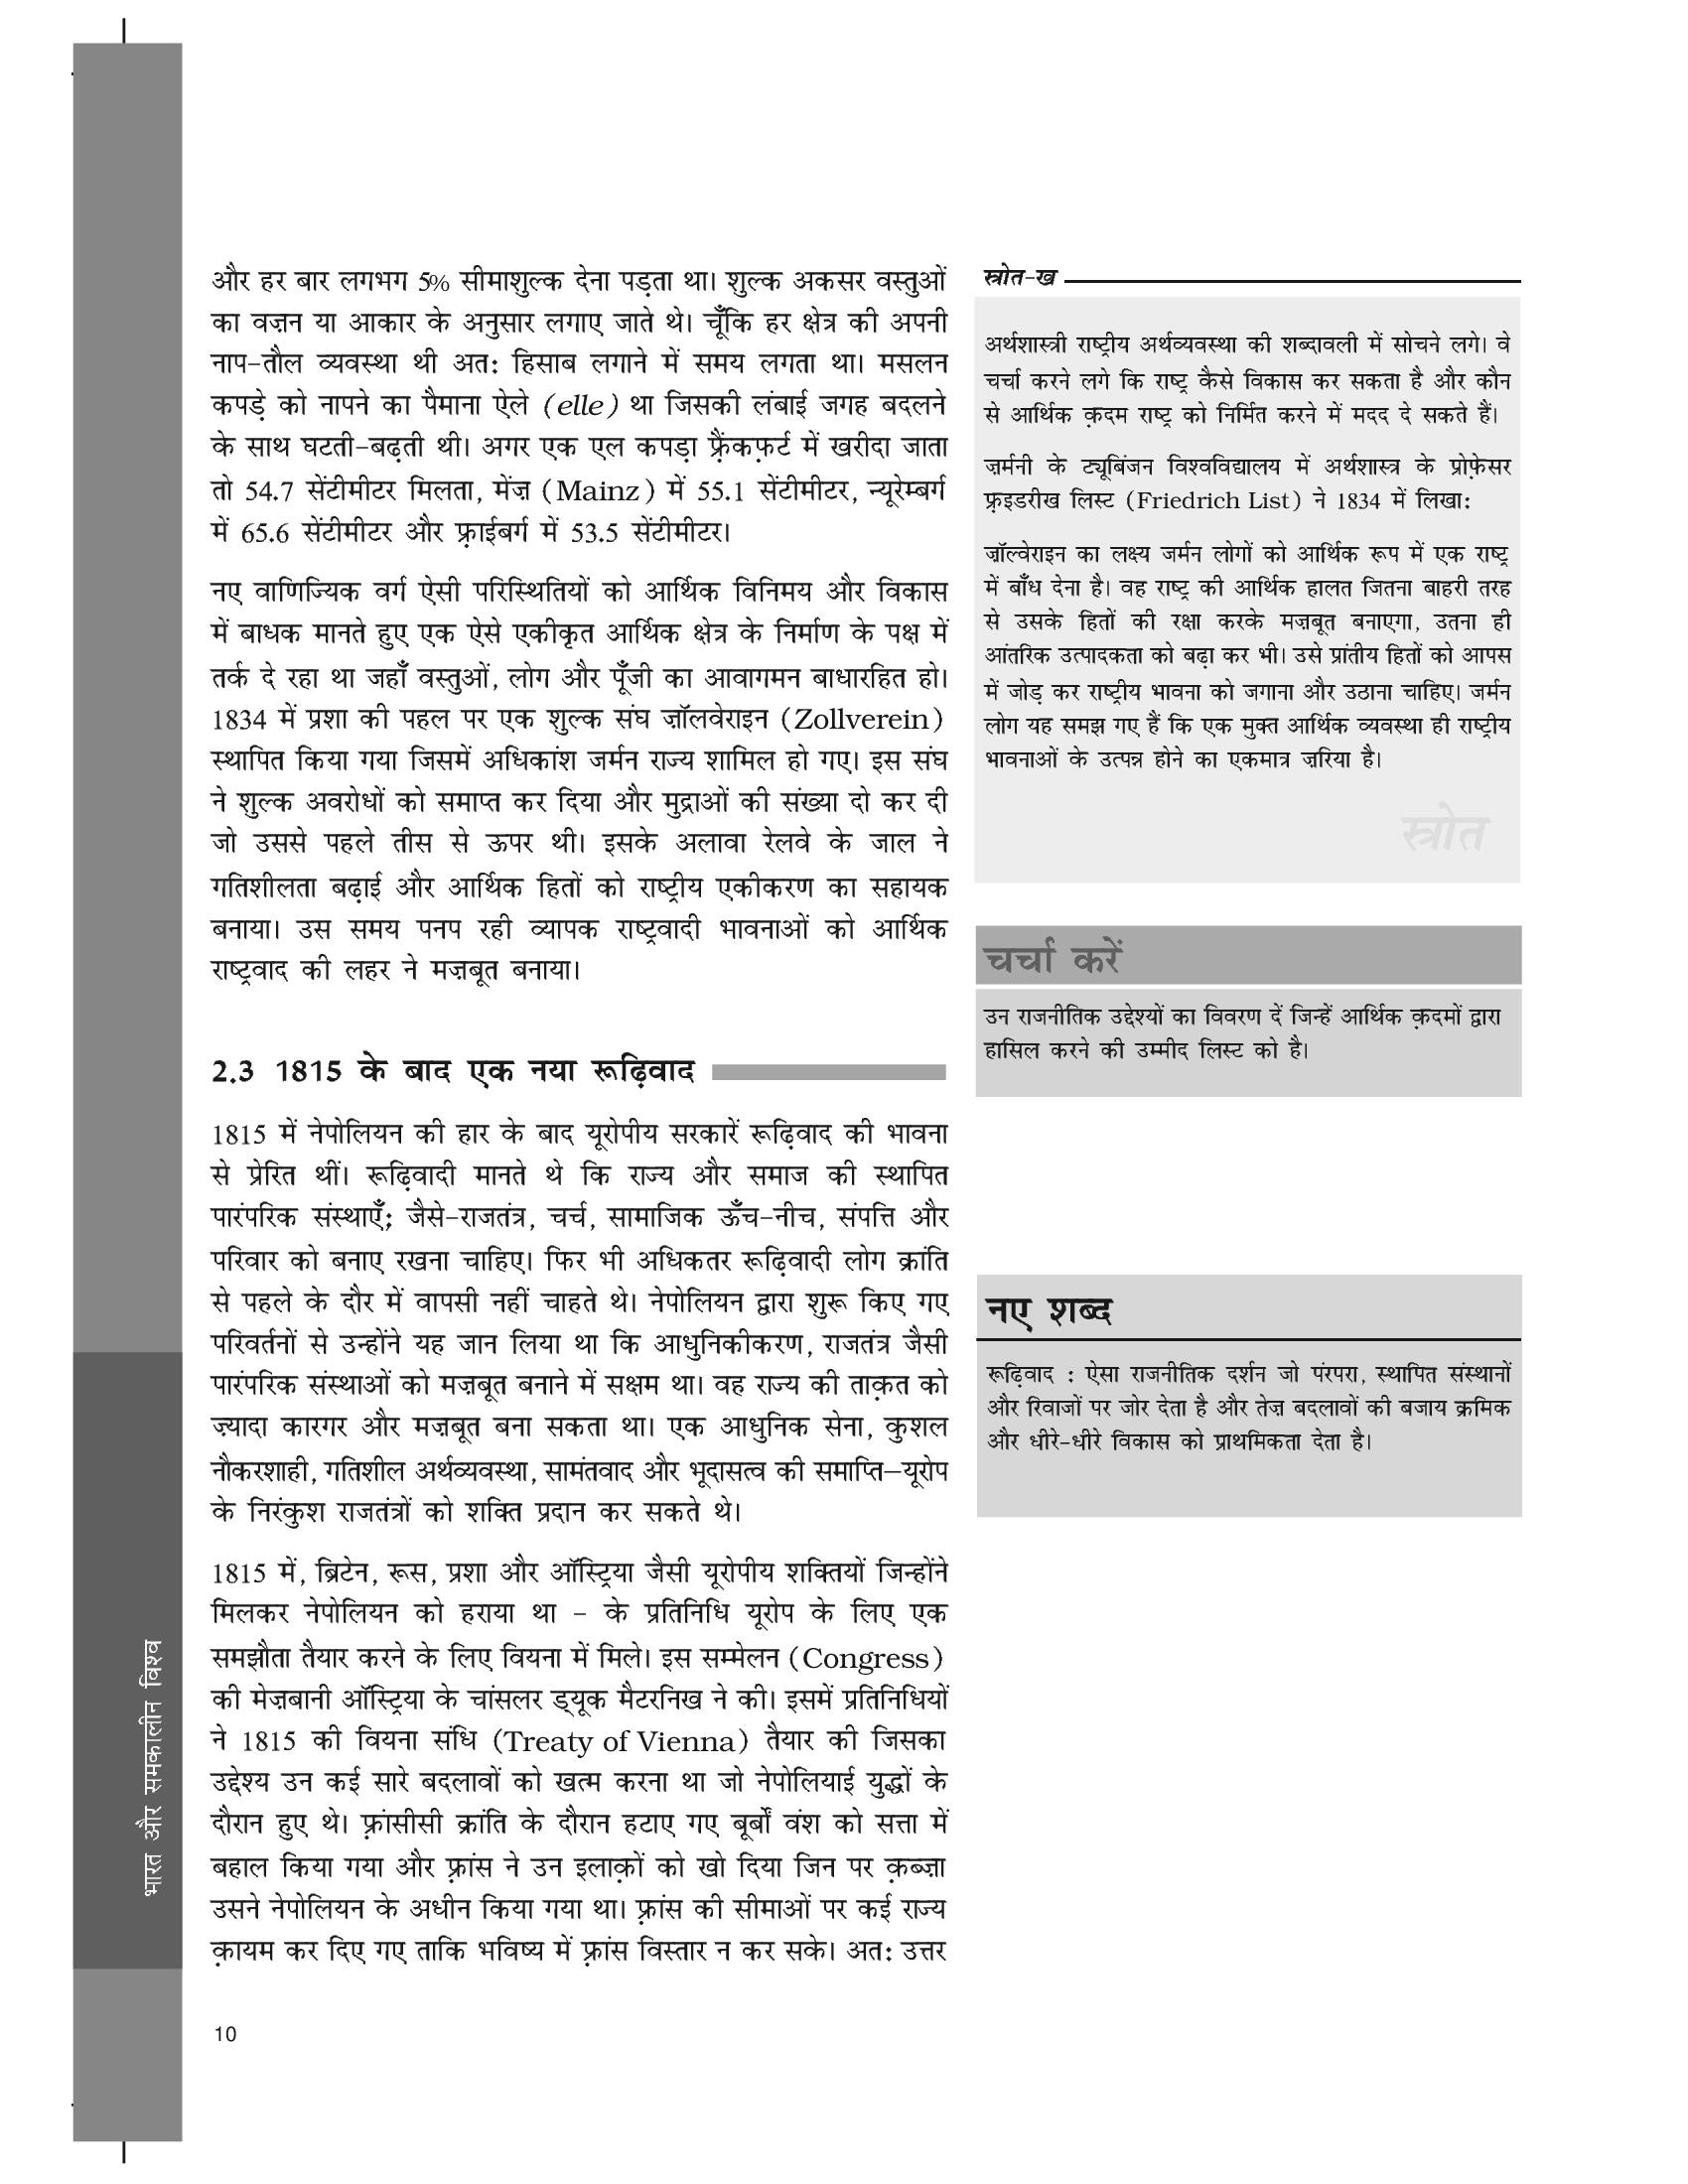 और हर बार लगभग 5% सीमाशुल्क देना पड़ता था। शुल्क अकसर वस्तुओं
का वज़न या आकार के अनुसार लगाए जाते थे। चूँकि हर क्षेत्र की अपनी
नाप-तौल व्यवस्था थी अत: हिसाब लगाने में समय लगता था। मसलन
कपड़े को नापने का पैमाना ऐले (elle) था जिसकी लंबाई जगह बदलने
के साथ घटती-बढ़ती थी। अगर एक एल कपड़ा फ़्रैंकफ़र्ट में खरीदा जाता
तो 54.7 सेंटीमीटर मिलता, मेंज़ (Mainz) में 55.1 सेंटीमीटर, न्यूरेम्बर्ग
में 65.6 सेंटीमीटर और फ़्राईबर्ग में 53.5 सेंटीमीटर।
नए वाणिज्यिक वर्ग ऐसी परिस्थितियों को आर्थिक विनिमय और विकास
में बाधक मानते हुए एक ऐसे एकीकृत आर्थिक क्षेत्र के निर्माण के पक्ष में
तर्क दे रहा था जहाँ वस्तुओं, लोग और पूँजी का आवागमन बाधारहित हो।
1834 में प्रशा की पहल पर एक शुल्क संघ ज़ॉलवेराइन (Zollverein)
स्थापित किया गया जिसमें अधिकांश जर्मन राज्य शामिल हो गए। इस संघ
ने शुल्क अवरोधों को समाप्त कर दिया और मुद्राओं की संख्या दो कर दी
जो उससे पहले तीस से ऊपर थी। इसके अलावा रेलवे के जाल ने
गतिशीलता बढ़ाई और आर्थिक हितों को राष्ट्रीय एकीकरण का सहायक
बनाया। उस समय पनप रही व्यापक राष्ट्रवादी भावनाओं को आर्थिक
राष्ट्रवाद की लहर ने मज़बूत बनाया।
2.3 1815 के बाद एक नया रूढ़िवाद
1815 में नेपोलियन की हार के बाद यूरोपीय सरकारें रूढ़िवाद की भावना
से प्रेरित थीं। रूढ़िवादी मानते थे कि राज्य और समाज की स्थापित
पारंपरिक संस्थाएँ; जैसे-राजतंत्र, चर्च, सामाजिक ऊँच-नीच, संपत्ति और
परिवार को बनाए रखना चाहिए। फिर भी अधिकतर रूढ़िवादी लोग क्रांति
से पहले के दौर में वापसी नहीं चाहते थे। नेपोलियन द्वारा शुरू किए गए
परिवर्तनों से उन्होंने यह जान लिया था कि आधुनिकीकरण, राजतंत्र जैसी
पारंपरिक संस्थाओं को मज़बूत बनाने में सक्षम था। वह राज्य की ताक़त को
ज़्यादा कारगर और मज़बूत बना सकता था। एक आधुनिक सेना, कुशल
नौकरशाही, गतिशील अर्थव्यवस्था, सामंतवाद और भूदासत्व की समाप्ति–यूरोप
के निरंकुश राजतंत्रों को शक्ति प्रदान कर सकते थे।
1815 में, ब्रिटेन, रूस, प्रशा और ऑस्ट्रिया जैसी यूरोपीय शक्तियों जिन्होंने
मिलकर नेपोलियन को हराया था - के प्रतिनिधि यूरोप के लिए एक
समझौता तैयार करने के लिए वियना में मिले। इस सम्मेलन (Congress)
की मेज़बानी ऑस्ट्रिया के चांसलर ड्यूक मैटरनिख ने की। इसमें प्रतिनिधियों
ने 1815 की वियना संधि (Treaty of Vienna) तैयार की जिसका
उद्देश्य उन कई सारे बदलावों को खत्म करना था जो नेपोलियाई युद्धों के
दौरान हुए थे। फ़्रांसीसी क्रांति के दौरान हटाए गए बूर्बों वंश को सत्ता में
बहाल किया गया और फ़्रांस ने उन इलाक़ों को खो दिया जिन पर क़ब्ज़ा
उसने नेपोलियन के अधीन किया गया था। फ़्रांस की सीमाओं पर कई राज्य
क़ायम कर दिए गए ताकि भविष्य में फ़्रांस विस्तार न कर सके। अत: उत्तर
स्त्रोत-ख
अर्थशास्त्री राष्ट्रीय अर्थव्यवस्था की शब्दावली में सोचने लगे। वे
चर्चा करने लगे कि राष्ट्र कैसे विकास कर सकता है और कौन
से आर्थिक क़दम राष्ट्र को निर्मित करने में मदद दे सकते हैं।
ज़र्मनी के ट्यूबिंजन विश्वविद्यालय में अर्थशास्त्र के प्रोफ़ेसर
फ़्रइडरीख लिस्ट (Friedrich List) ने 1834 में लिखा:
ज़ॉल्वेराइन का लक्ष्य जर्मन लोगों को आर्थिक रूप में एक राष्ट्र
में बाँध देना है। वह राष्ट्र की आर्थिक हालत जितना बाहरी तरह
से उसके हितों की रक्षा करके मज़बूत बनाएगा, उतना ही
आंतरिक उत्पादकता को बढ़ा कर भी। उसे प्रांतीय हितों को आपस
में जोड़ कर राष्ट्रीय भावना को जगाना और उठाना चाहिए। जर्मन
लोग यह समझ गए हैं कि एक मुक्त आर्थिक व्यवस्था ही राष्ट्रीय
भावनाओं के उत्पन्न होने का एकमात्र ज़रिया है।
स्त्रोत
चर्चा करें
उन राजनीतिक उद्देश्यों का विवरण दें जिन्हें आर्थिक क़दमों द्वारा
हासिल करने की उम्मीद लिस्ट को है।
नए शब्द
रूढ़िवाद : ऐसा राजनीतिक दर्शन जो पंरपरा, स्थापित संस्थानों
और रिवाजों पर जोर देता है और तेज़ बदलावों की बजाय क्रमिक
और धीरे-धीरे विकास को प्राथमिकता देता है।
भारत और समकालीन विश्व
10